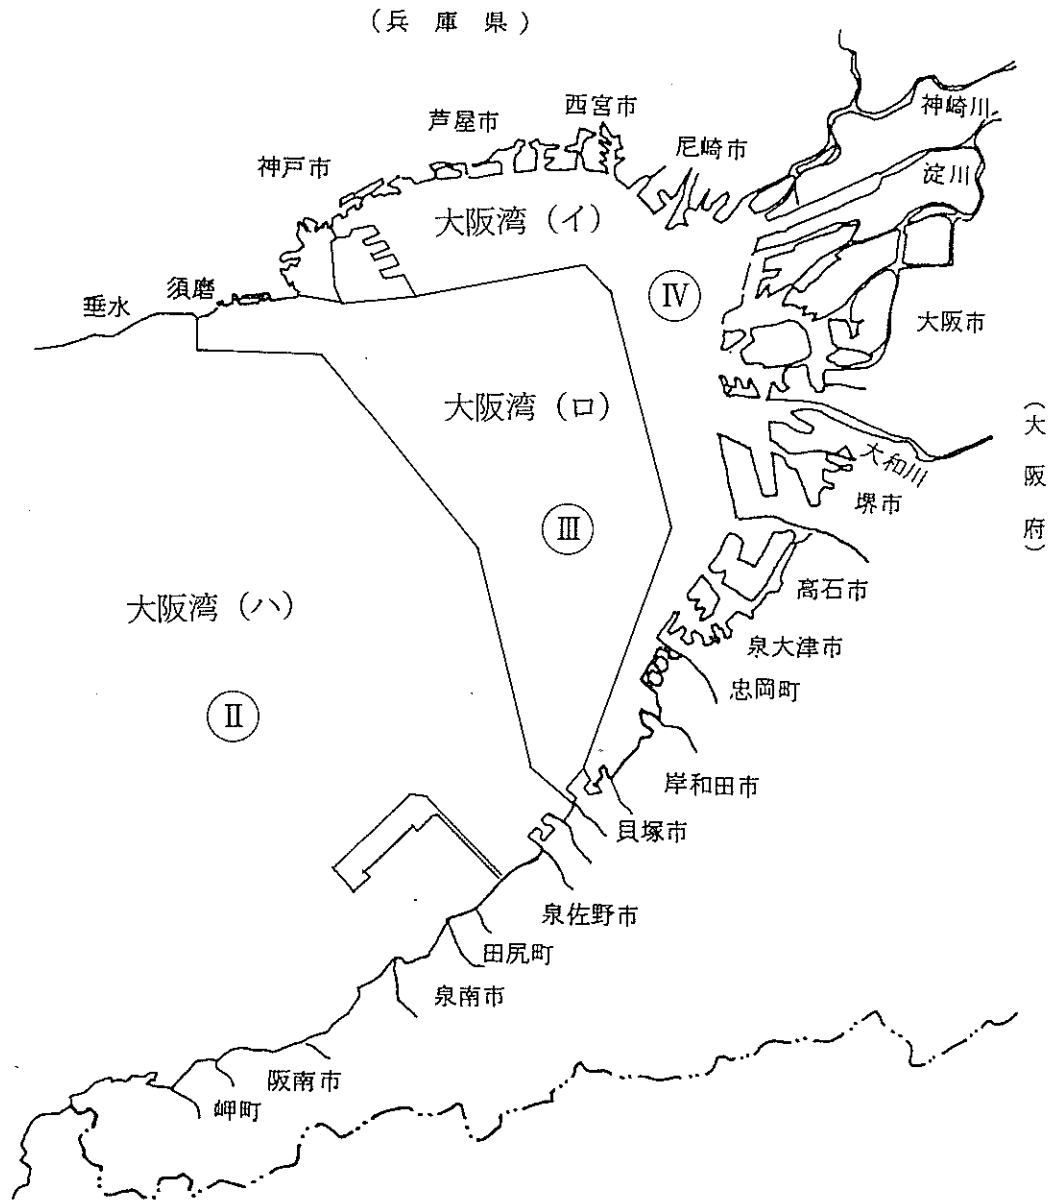 (兵庫県)
西宮市
芦屋市
神崎川
尼崎市
神戸市
淀川
大阪湾(イ)
須磨
垂水
Ⅳ
大阪市
大阪湾(ロ)
(大阪府)
大和川
堺市
Ⅲ
高石市
大阪湾(ハ)
泉大津市
忠岡町
Ⅱ
岸和田市
貝塚市
泉佐野市
田尻町
泉南市
阪南市
岬町